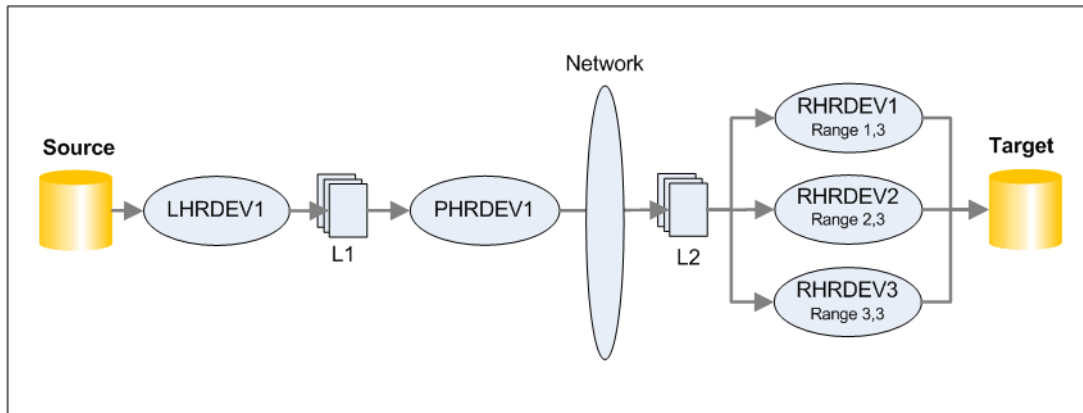 Source
LHRDEV1
L1
PHRDEV1
Network
L2
RHRDEV1
Range 1,3
RHRDEV2
Range 2,3
RHRDEV3
Range 3,3
Target